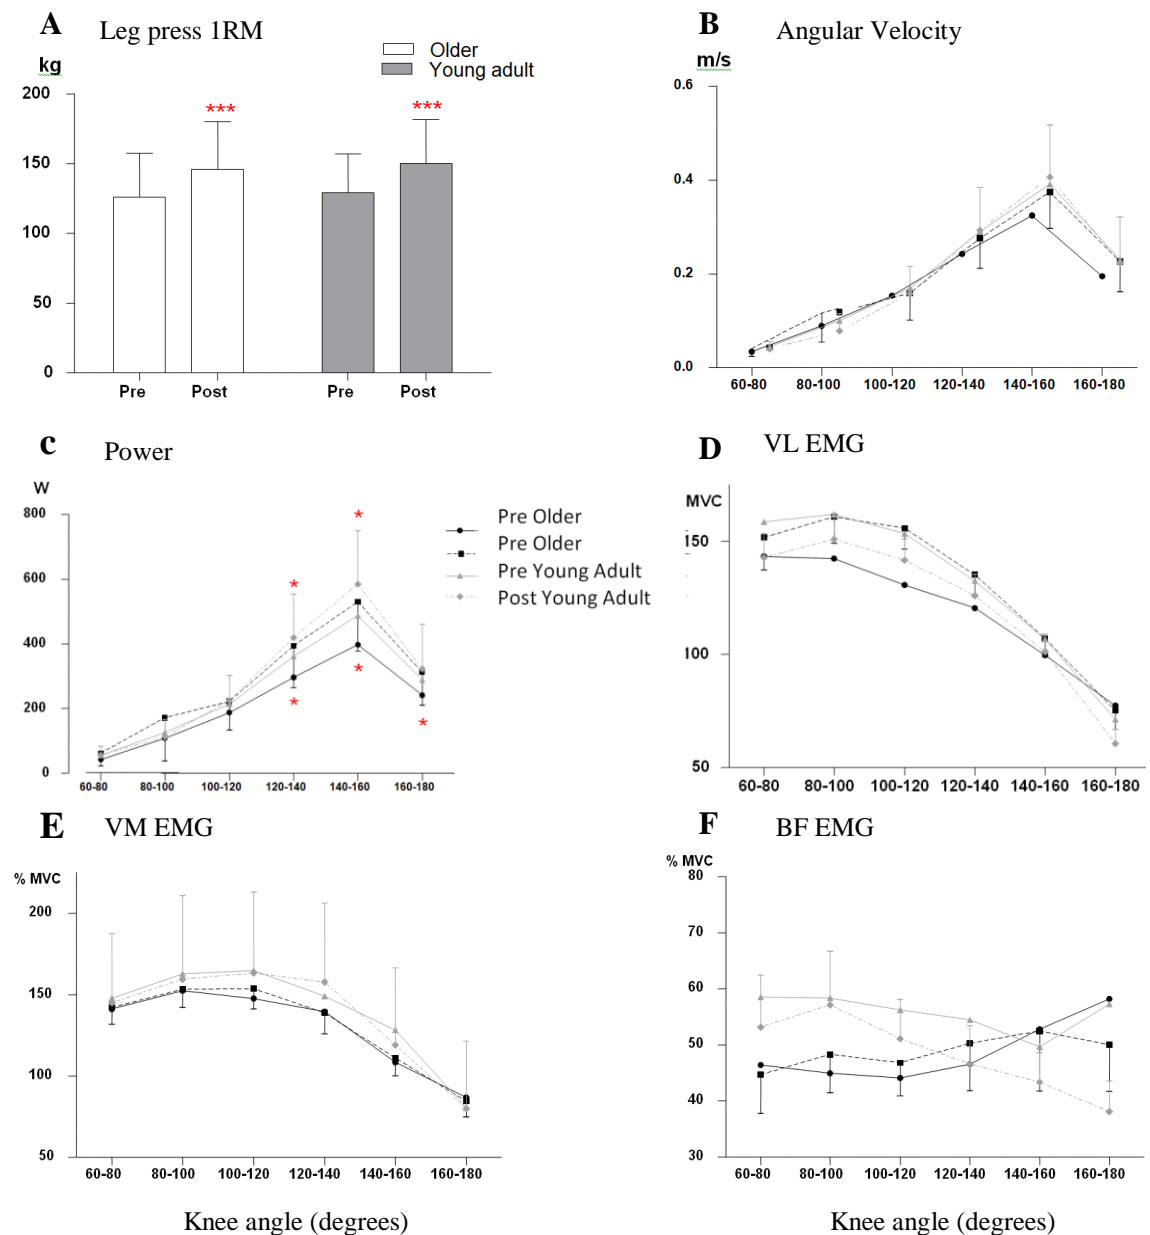 A Leg press 1RM
kg
Older
Young adult
200
***
***
150
100
50
0
Pre Post Pre Post
B Angular Velocity
m/s
0.6
0.4
0.2
0.0
60-80 80-100 100-120 120-140 140-160 160-180
c Power
W
800
600
400
200
0
* * * * *
60-80 80-100 100-120 120-140 140-160 160-180
Pre Older
Pre Older
Pre Young Adult
Post Young Adult
D VL EMG
MVC
150
100
50
60-80 80-100 100-120 120-140 140-160 160-180
E VM EMG
% MVC
200
150
100
50
60-80 80-100 100-120 120-140 140-160 160-180
Knee angle (degrees)
F BF EMG
% MVC
80
70
60
50
40
30
60-80 80-100 100-120 120-140 140-160 160-180
Knee angle (degrees)